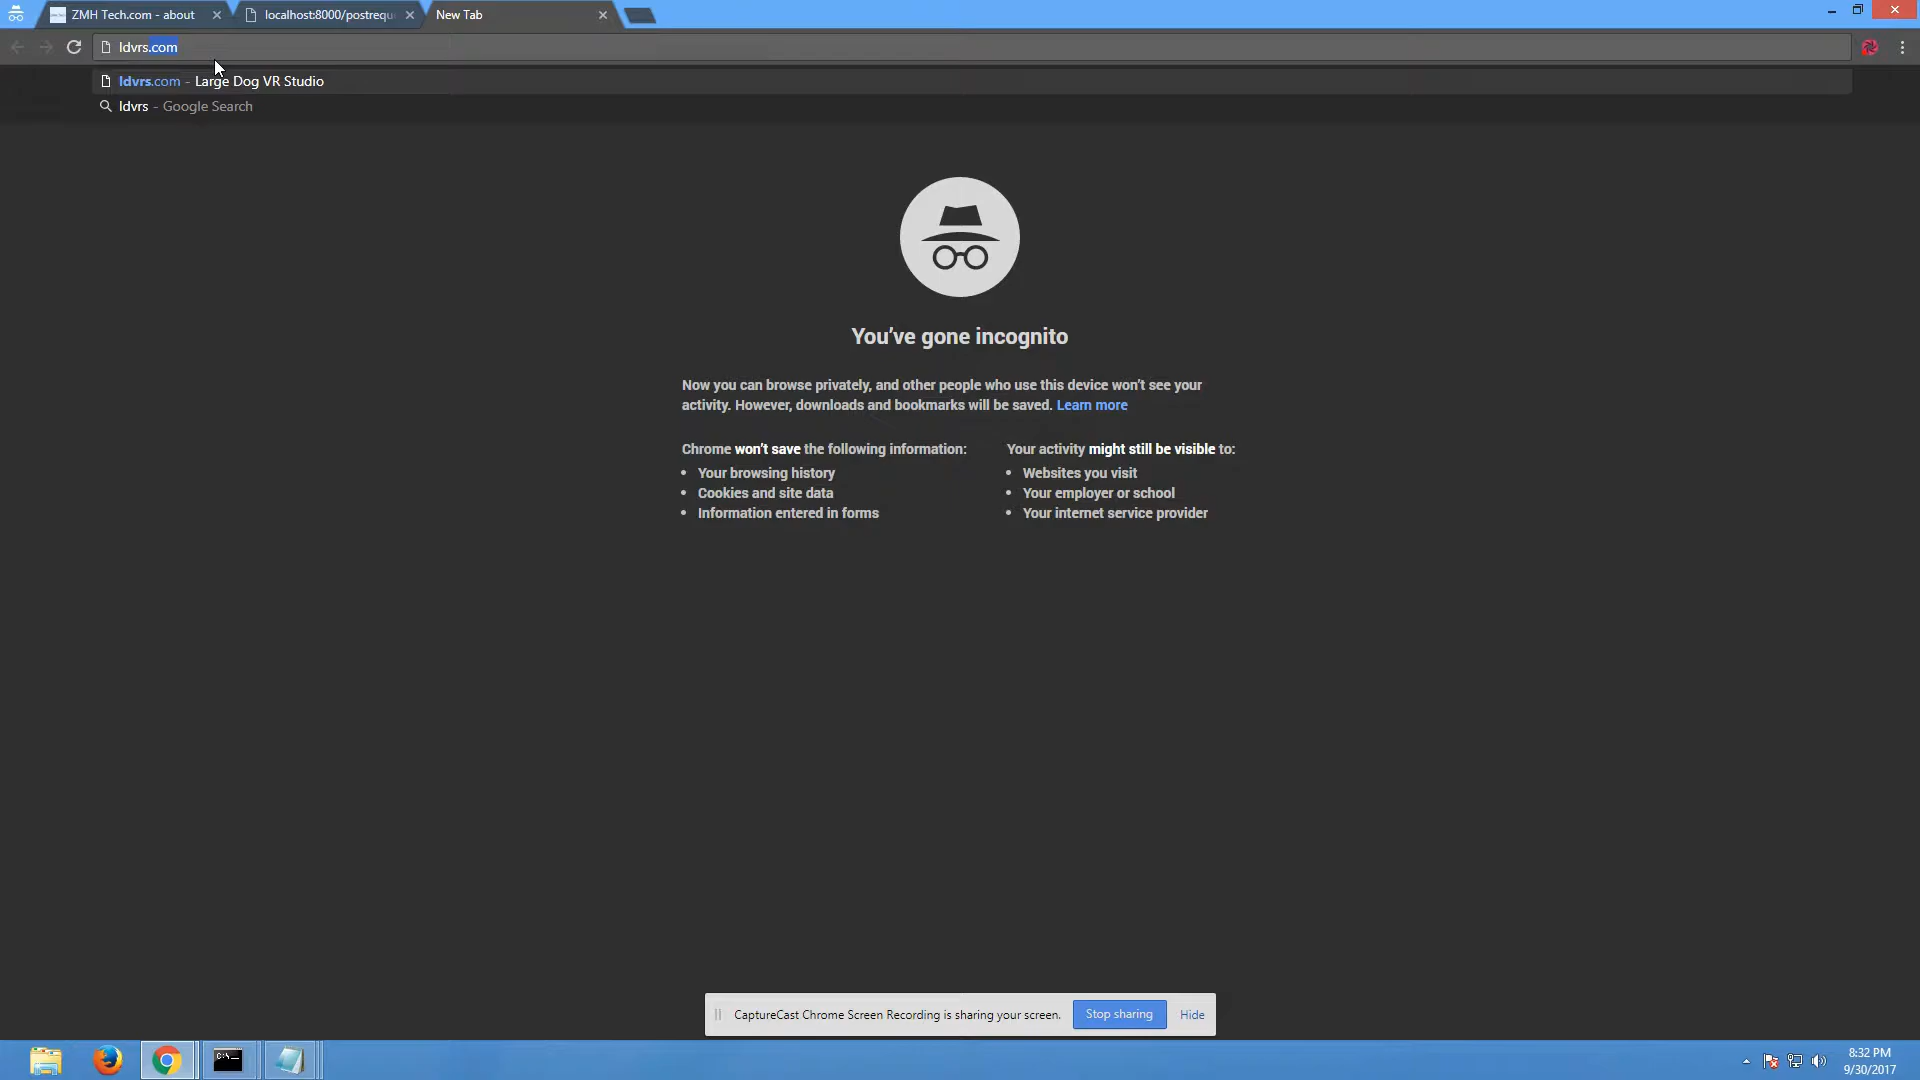 ZMH Tech.com - about
localhost:8000/postrequ
New Tab
ldvrs.com
ldvrs.com - Large Dog VR Studio
ldvrs - Google Search
You've gone incognito
Now you can browse privately, and other people who use this device won't see your
activity. However, downloads and bookmarks will be saved. Learn more
Chrome won't save the following information:
• Your browsing history
• Cookies and site data
• Information entered in forms
Your activity might still be visible to:
• Websites you visit
• Your employer or school
• Your internet service provider
CaptureCast Chrome Screen Recording is sharing your screen.
Stop sharing
Hide
C:\_
8:32 PM
9/30/2017